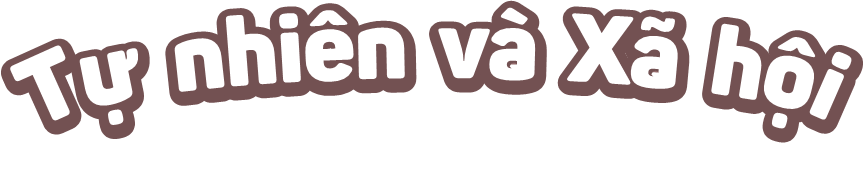 Tự nhiên và Xã hội